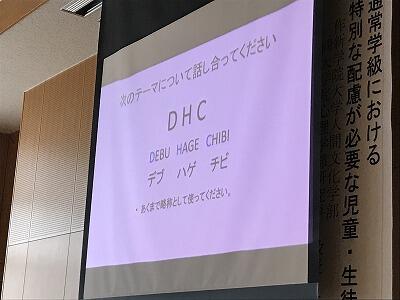 次のテーマについて話し合ってください
DHC
DEBU HAGE CHIBI
デブ ハゲ チビ
・あくまで略称として使ってください。
通常学級における
特別な配慮が必要な児童・生徒